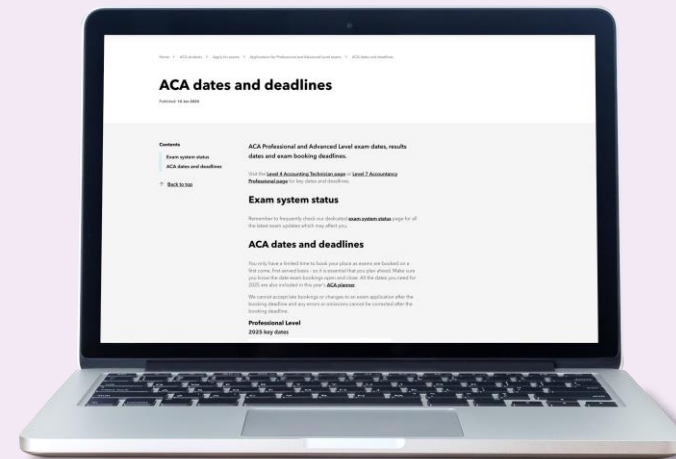 Home > ACA students > Apply for exams > Applications for Professional and Advanced Level exams > ACA dates and deadlines
ACA dates and deadlines
Published: 10 Jan 2025
Contents
Exam system status
ACA dates and deadlines
↑ Back to top
ACA Professional and Advanced Level exam dates, results
dates and exam booking deadlines.
Visit the Level 4 Accounting Technician page or Level 7 Accountancy
Professional page for key dates and deadlines.
Exam system status
Remember to frequently check our dedicated exam system status page for all
the latest exam updates which may affect you.
ACA dates and deadlines
You only have a limited time to book your place as exams are booked on a
first come, first served basis - so it is essential that you plan ahead. Make sure
you know the date exam bookings open and close. All the dates you need for
2025 are also included in this year's ACA planner.
We cannot accept late bookings or changes to an exam application after the
booking deadline and any errors or omissions cannot be corrected after the
booking deadline.
Professional Level
2025 key dates